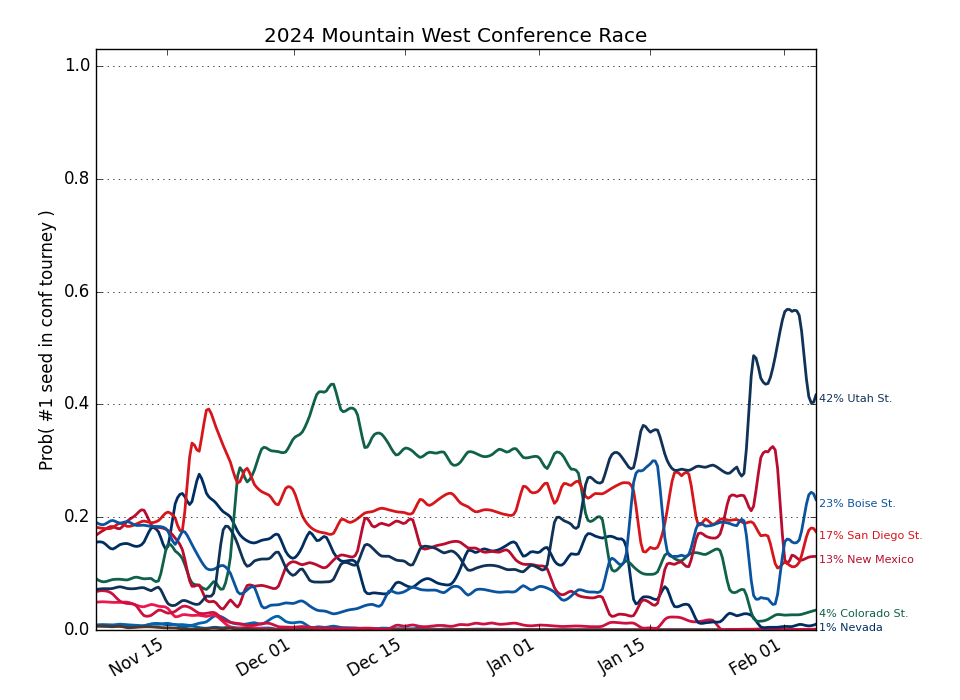 2024 Mountain West Conference Race
Prob( #1 seed in conf tourney )
1.0
0.8
0.6
0.4
0.2
0.0
Nov 15
Dec 01
Dec 15
Jan 01
Jan 15
Feb 01
42% Utah St.
23% Boise St.
17% San Diego St.
13% New Mexico
4% Colorado St.
1% Nevada